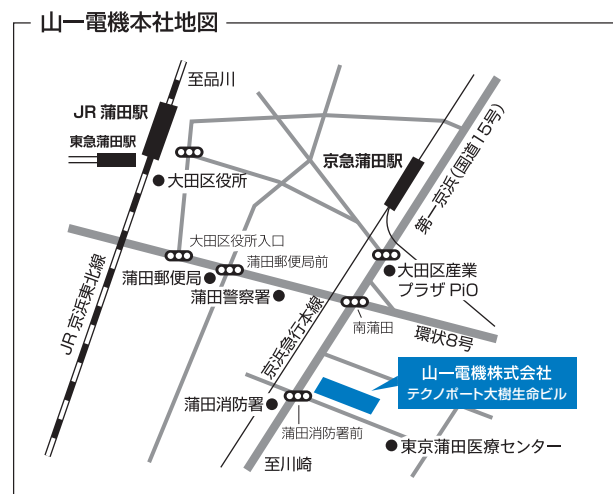 山一電機本社地図
至品川
JR 蒲田駅
東急蒲田駅
大田区役所
京急蒲田駅
第一京浜(国道15号)
大田区役所入口
蒲田郵便局前
蒲田郵便局
蒲田警察署
大田区産業
プラザ PiO
JR 京浜東北線
京浜急行本線
南蒲田
環状8号
山一電機株式会社
テクノポート大樹生命ビル
蒲田消防署
蒲田消防署前
東京蒲田医療センター
至川崎